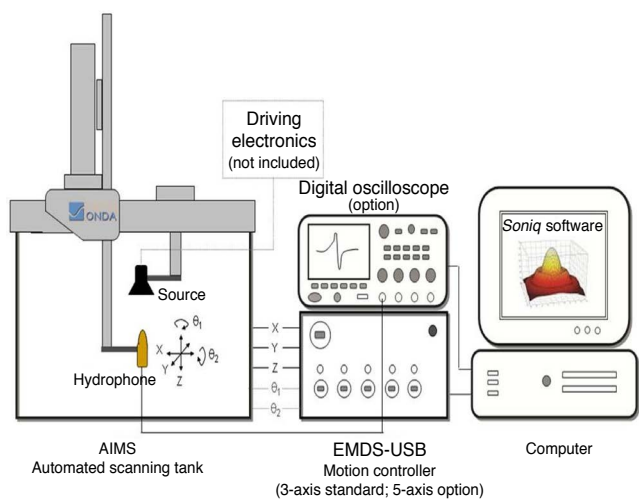 Driving
electronics
(not included)
Digital oscilloscope
(option)
ONDA
Soniq software
Source
Hydrophone
θ1
X
Y
Z
θ2
X
Y
Z
θ1
θ2
AIMS
Automated scanning tank
EMDS-USB
Motion controller
(3-axis standard; 5-axis option)
Computer